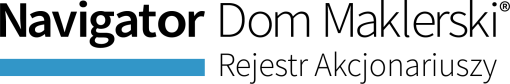 Navigator Dom Maklerski®
Rejestr Akcjonariuszy